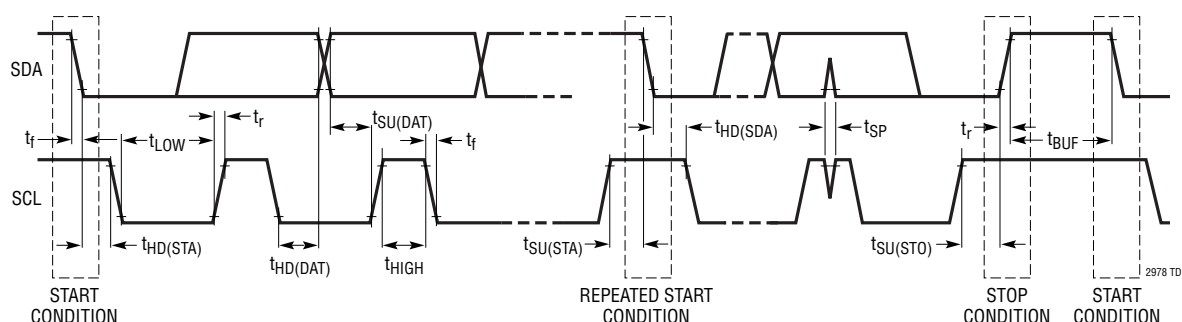 SDA
tSU(DAT)
tf
tLOW
tr
tf
tHD(SDA)
tSP
tr
tBUF
SCL
tHD(STA)
tHD(DAT)
tHIGH
tSU(STA)
tSU(STO)
2978 TD
START
CONDITION
REPEATED START
CONDITION
STOP
CONDITION
START
CONDITION